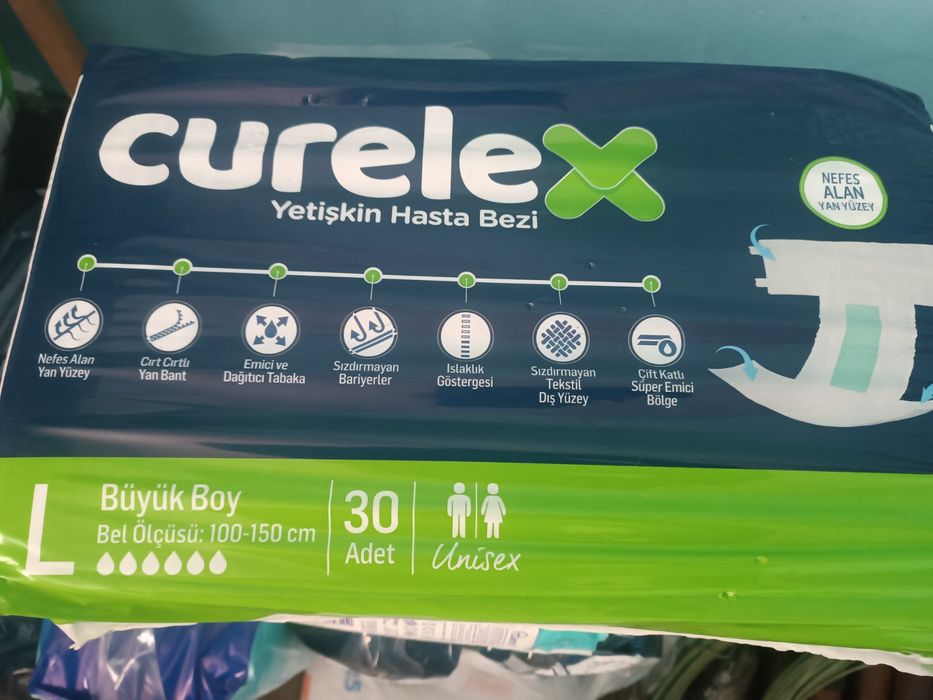 curelex
Yetişkin Hasta Bezi
NEFES
ALAN
YAN YÜZEY
Nefes Alan
Yan Yüzey
Cırt Cırtlı
Yan Bant
Emici ve
Dağıtıcı Tabaka
Sızdırmayan
Bariyerler
Islaklık
Göstergesi
Sızdırmayan
Tekstil
Dış Yüzey
Çift Katlı
Süper Emici
Bölge
L
Büyük Boy
Bel Ölçüsü: 100-150 cm
30
Adet
Unisex